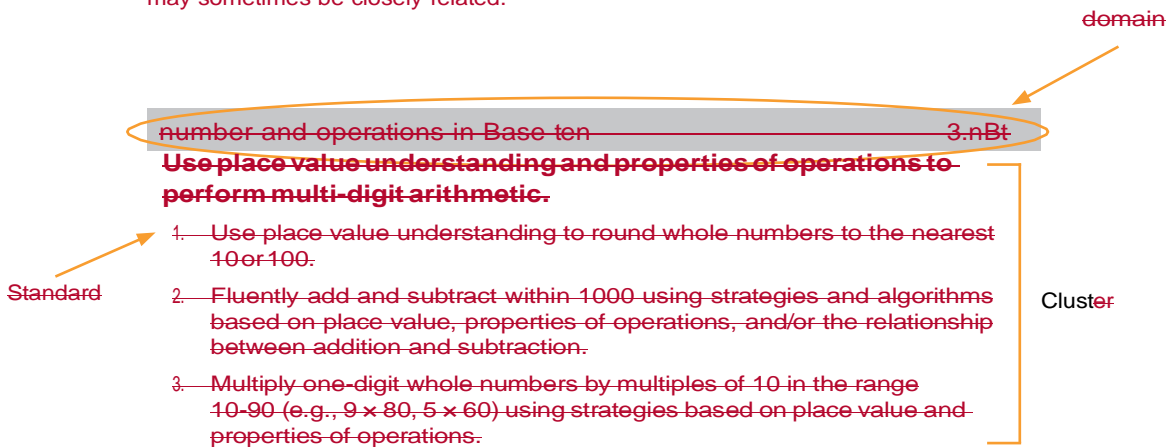 may sometimes be closely related.
domain
number and operations in Base ten 3.nBt
Use place value understanding and properties of operations to
perform multi-digit arithmetic.
1. Use place value understanding to round whole numbers to the nearest
10 or 100.
Standard
2. Fluently add and subtract within 1000 using strategies and algorithms
Cluster
based on place value, properties of operations, and/or the relationship
between addition and subtraction.
3. Multiply one-digit whole numbers by multiples of 10 in the range
10-90 (e.g., 9 × 80, 5 × 60) using strategies based on place value and
properties of operations.